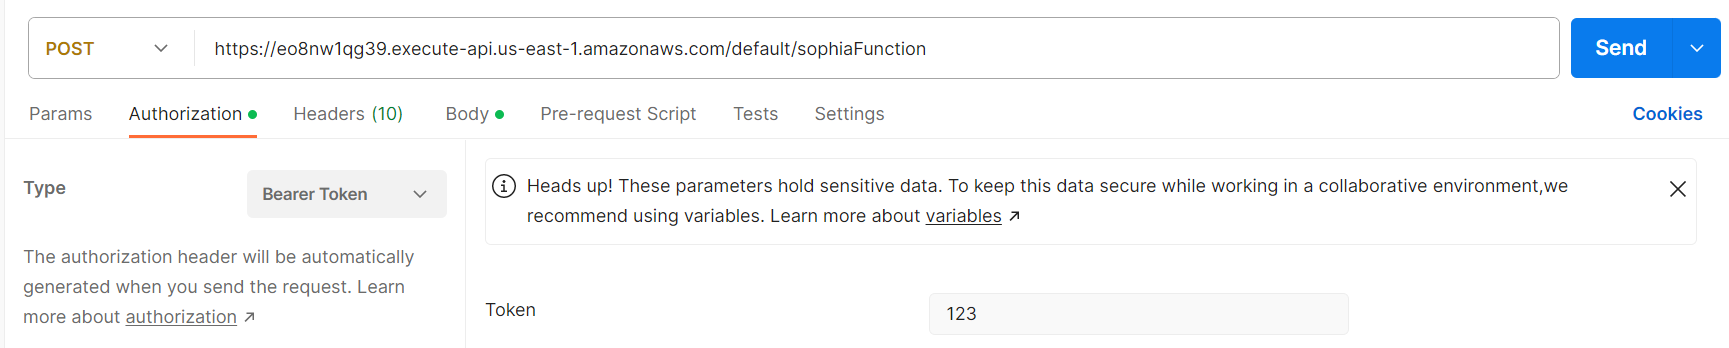 POST https://eo8nw1qg39.execute-api.us-east-1.amazonaws.com/default/sophiaFunction Send
Params Authorization Headers (10) Body Pre-request Script Tests Settings Cookies
Type Bearer Token
The authorization header will be automatically
generated when you send the request. Learn
more about authorization ↗
Heads up! These parameters hold sensitive data. To keep this data secure while working in a collaborative environment,we
recommend using variables. Learn more about variables ↗
Token 123